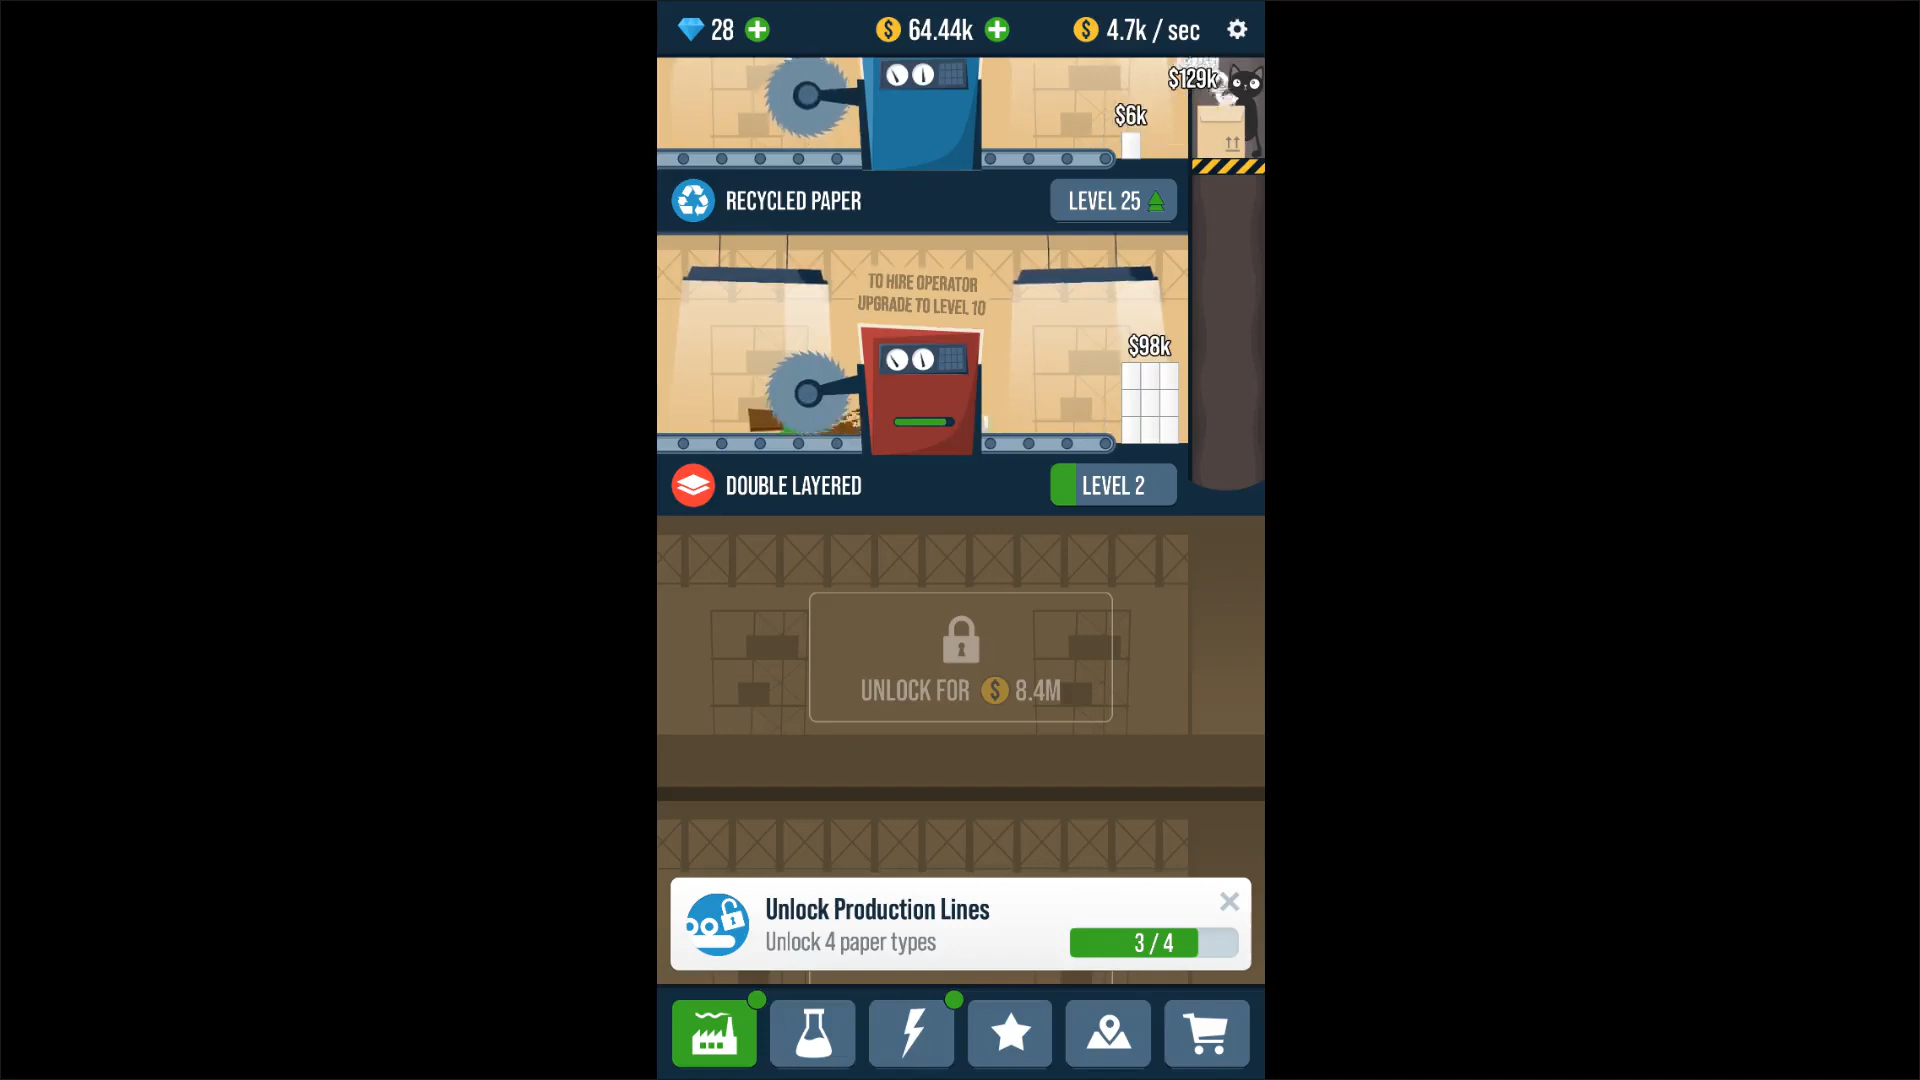 28
64.44k
4.7k / sec
$129k
$6k
RECYCLED PAPER
LEVEL 25
TO HIRE OPERATOR
UPGRADE TO LEVEL 10
$98k
DOUBLE LAYERED
LEVEL 2
UNLOCK FOR $ 8.4M
Unlock Production Lines
Unlock 4 paper types
3 / 4